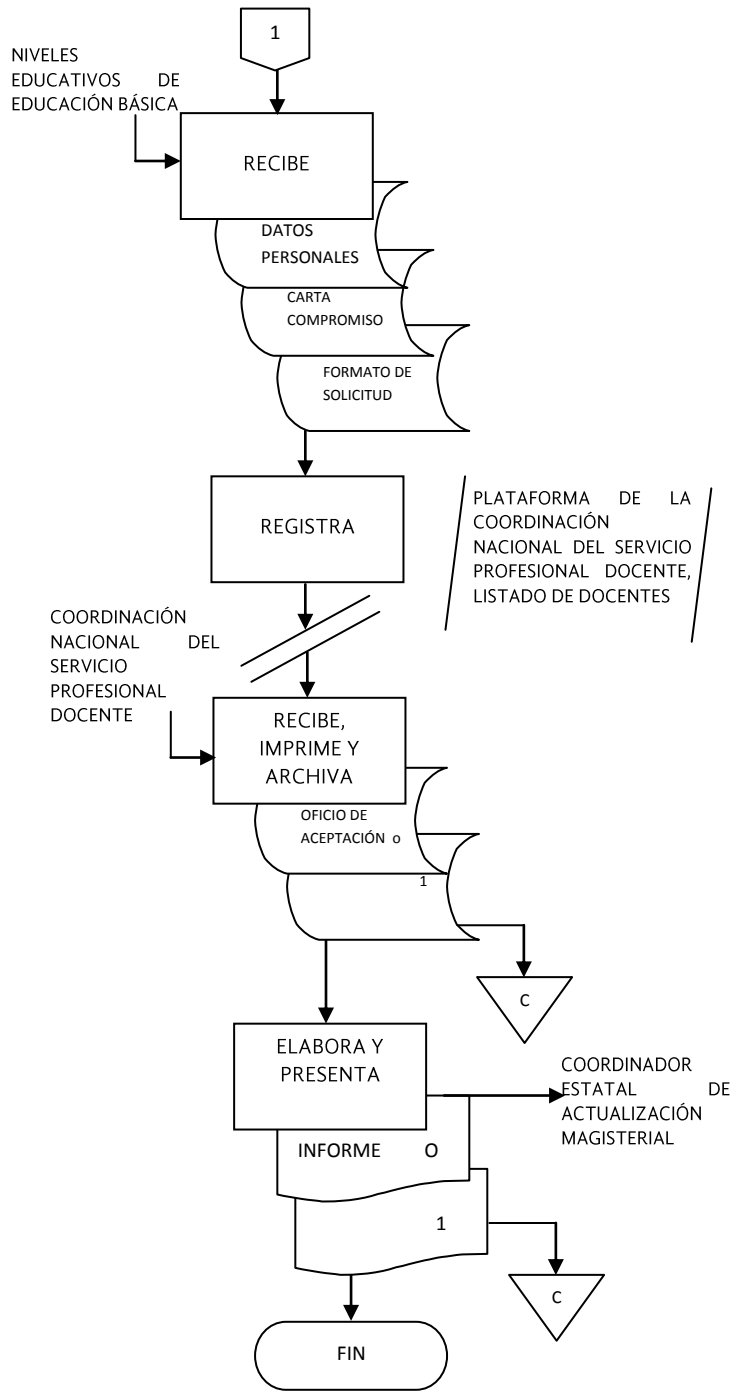 1
NIVELES
EDUCATIVOS DE
EDUCACIÓN BÁSICA
RECIBE
DATOS
PERSONALES
CARTA
COMPROMISO
FORMATO DE
SOLICITUD
REGISTRA
PLATAFORMA DE LA
COORDINACIÓN
NACIONAL DEL SERVICIO
PROFESIONAL DOCENTE,
LISTADO DE DOCENTES
COORDINACIÓN
NACIONAL DEL
SERVICIO
PROFESIONAL
DOCENTE
RECIBE,
IMPRIME Y
ARCHIVA
OFICIO DE
ACEPTACIÓN o
1
C
ELABORA Y
PRESENTA
COORDINADOR
ESTATAL DE
ACTUALIZACIÓN
MAGISTERIAL
INFORME O
1
C
FIN